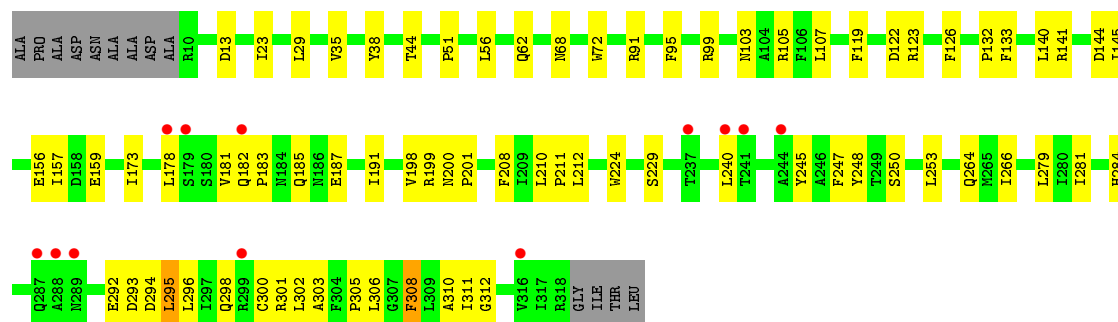 ALA PRO ALA ASP ASN ALA ALA ASP ALA R10 D13 I23 L29 V35 Y38 T44 P51 L56 Q62 N68 W72 R91 F95 R99 N103 A104 R105 F106 L107 F119 D122 R123 F126 P132 F133 L140 R141 D144
E156 I157 D158 E159 I173 L178 S179 S180 V181 Q182 P183 N184 Q185 N186 E187 I191 V198 R199 N200 P201 F208 I209 L210 P211 L212 W224 S229 T237 L240 T241 A244 Y245 A246 F247 Y248 T249 S250 L253 Q264 M265 I266 L279 I280 I281
Q287 A288 N289 E292 D293 D294 L295 L296 I297 Q298 R299 C300 R301 L302 A303 F304 P305 L306 G307 F308 L309 A310 I311 G312 V316 I317 R318 GLY ILE THR LEU